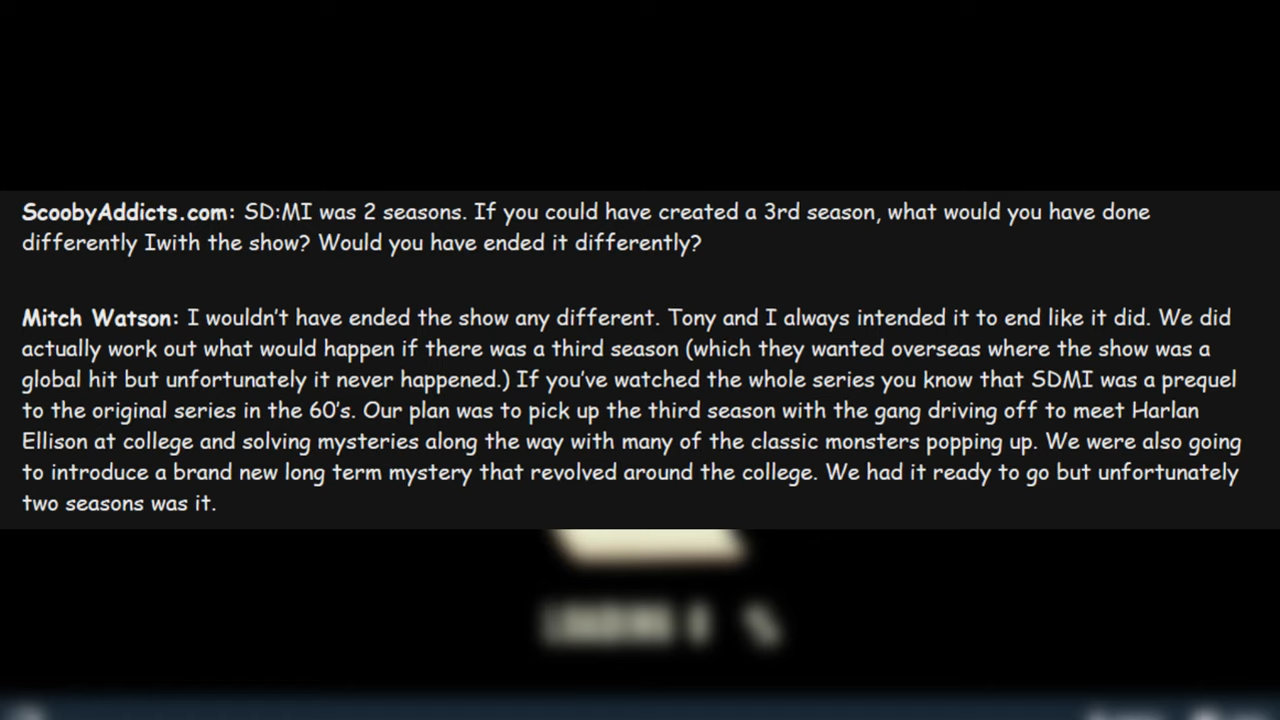 ScoobyAddicts.com: SD:MI was 2 seasons. If you could have created a 3rd season, what would you have done
differently Iwith the show? Would you have ended it differently?
Mitch Watson: I wouldn't have ended the show any different. Tony and I always intended it to end like it did. We did
actually work out what would happen if there was a third season (which they wanted overseas where the show was a
global hit but unfortunately it never happened.) If you've watched the whole series you know that SDMI was a prequel
to the original series in the 60's. Our plan was to pick up the third season with the gang driving off to meet Harlan
Ellison at college and solving mysteries along the way with many of the classic monsters popping up. We were also going
to introduce a brand new long term mystery that revolved around the college. We had it ready to go but unfortunately
two seasons was it.